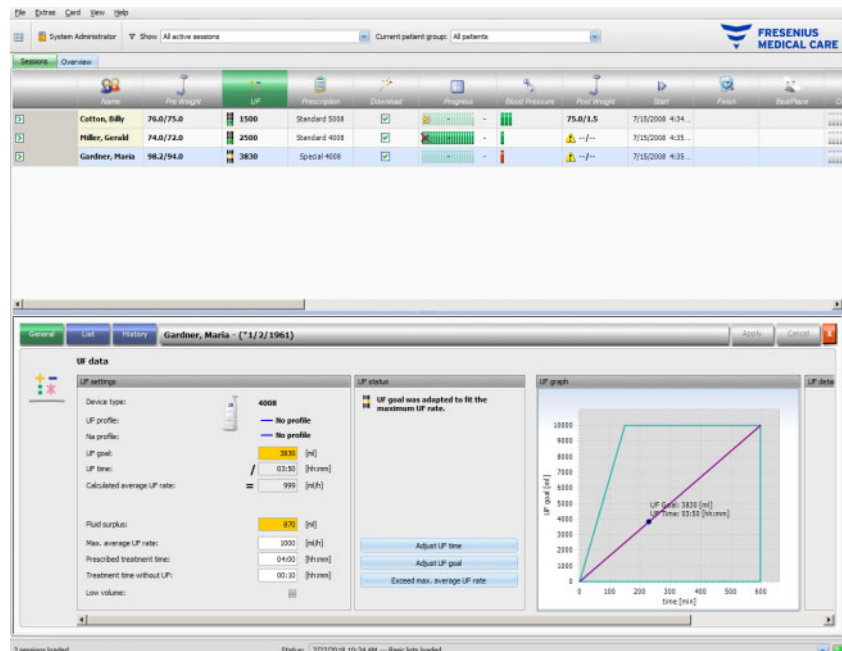 File Extras Card View Help
System Administrator Show All active sessions Current patient group: All patients
FRESENIUS
MEDICAL CARE
Sessions Overview
Name Pre Weight UF Prescription Download Progress Blood Pressure Post Weight Start Finish Bed/Place
Cotton, Billy 76.0/75.0 1500 Standard 5008 - - 75.0/1.5 7/15/2008 4:34...
Miller, Gerald 74.0/72.0 2500 Standard 4008 - - --/-- 7/15/2008 4:35...
Gardner, Maria 98.2/94.0 3830 Special 4008 - - --/-- 7/15/2008 4:35...
General List History Gardner, Maria - (*1/2/1961) Apply Cancel x
UF data
UF settings
Device type: 4008
UF profile: No profile
Na profile: No profile
UF goal: 3830 [ml]
UF time: / 03:50 [hh:mm]
Calculated average UF rate: = 999 [ml/h]
Fluid surplus: 870 [ml]
Max. average UF rate: 1000 [ml/h]
Prescribed treatment time: 04:00 [hh:mm]
Treatment time without UF: 00:10 [hh:mm]
Low volume:
UF status
UF goal was adapted to fit the
maximum UF rate.
Adjust UF time
Adjust UF goal
Exceed max. average UF rate
UF graph
10000
9000
8000
7000
6000
5000
4000
3000
2000
1000
0
UF goal [ml]
UF Goal: 3830 [ml]
UF Time: 03:50 [hh:mm]
0 100 200 300 400 500 600
time [min]
UF deta
3 sessions loaded Status: 7/27/2018 10:34 AM --- Basic lists loaded